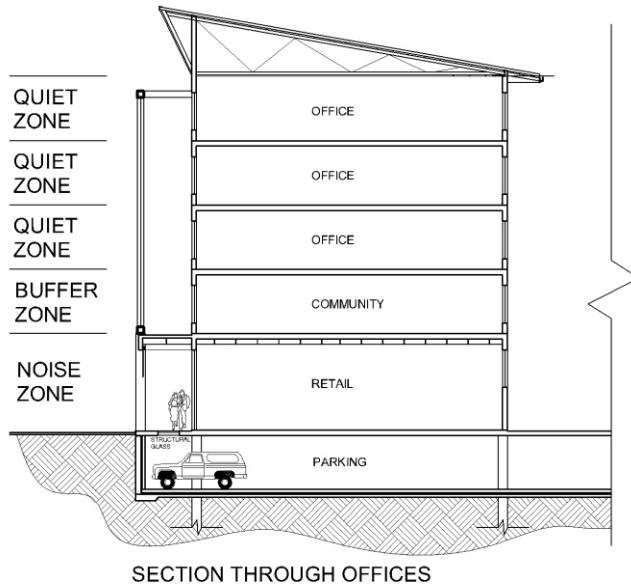 QUIET
ZONE
OFFICE
QUIET
ZONE
OFFICE
QUIET
ZONE
OFFICE
BUFFER
ZONE
COMMUNITY
NOISE
ZONE
RETAIL
STRUCTURAL
GLASS
PARKING
SECTION THROUGH OFFICES